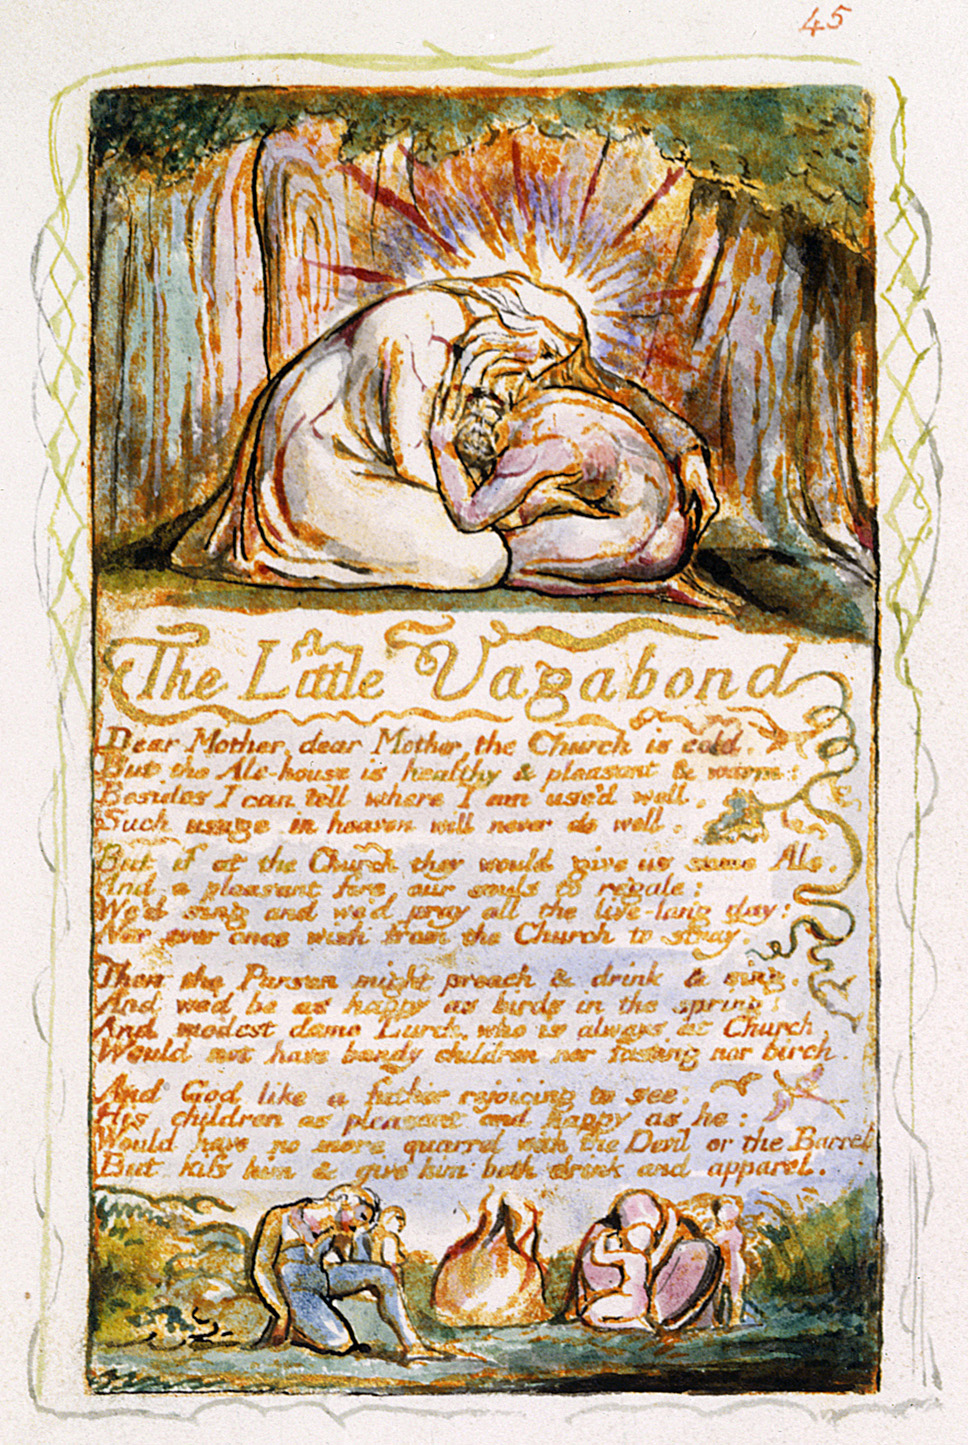 45
The Little Vagabond
Dear Mother, dear Mother, the Church is cold.
But the Ale-house is healthy & pleasant & warm:
Besides I can tell where I am use'd well.
Such usage in heaven will never do well.
But if at the Church they would give us some Ale.
And a pleasant fire, our souls to regale:
We'd sing and we'd pray all the live-long day:
Nor ever once wish from the Church to stray.
Then the Parson might preach & drink & sing.
And we'd be as happy as birds in the spring:
And modest dame Lurch, who is always at Church,
Would not have bandy children nor fasting nor birch.
And God like a father rejoicing to see.
His children as pleasant and happy as he:
Would have no more quarrel with the Devil or the Barrel
But kiss him & give him both drink and apparel.